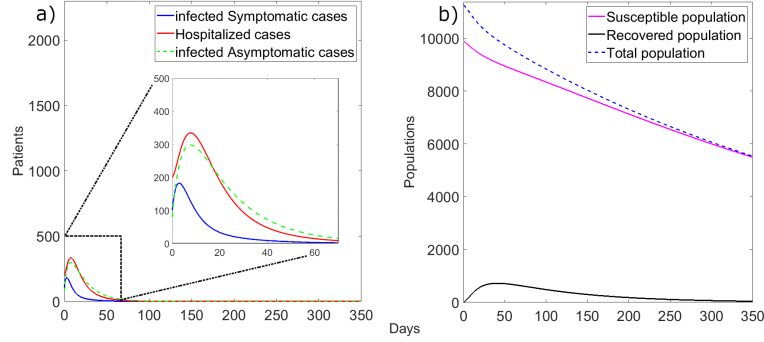 a)
infected Symptomatic cases
Hospitalized cases
infected Asymptomatic cases
2000
1500
1000
500
0
Patients
0 50 100 150 200 250 300 350
500
400
300
200
100
0
0 20 40 60
Days
b)
Susceptible population
Recovered population
Total population
10000
8000
6000
4000
2000
0
Populations
0 50 100 150 200 250 300 350